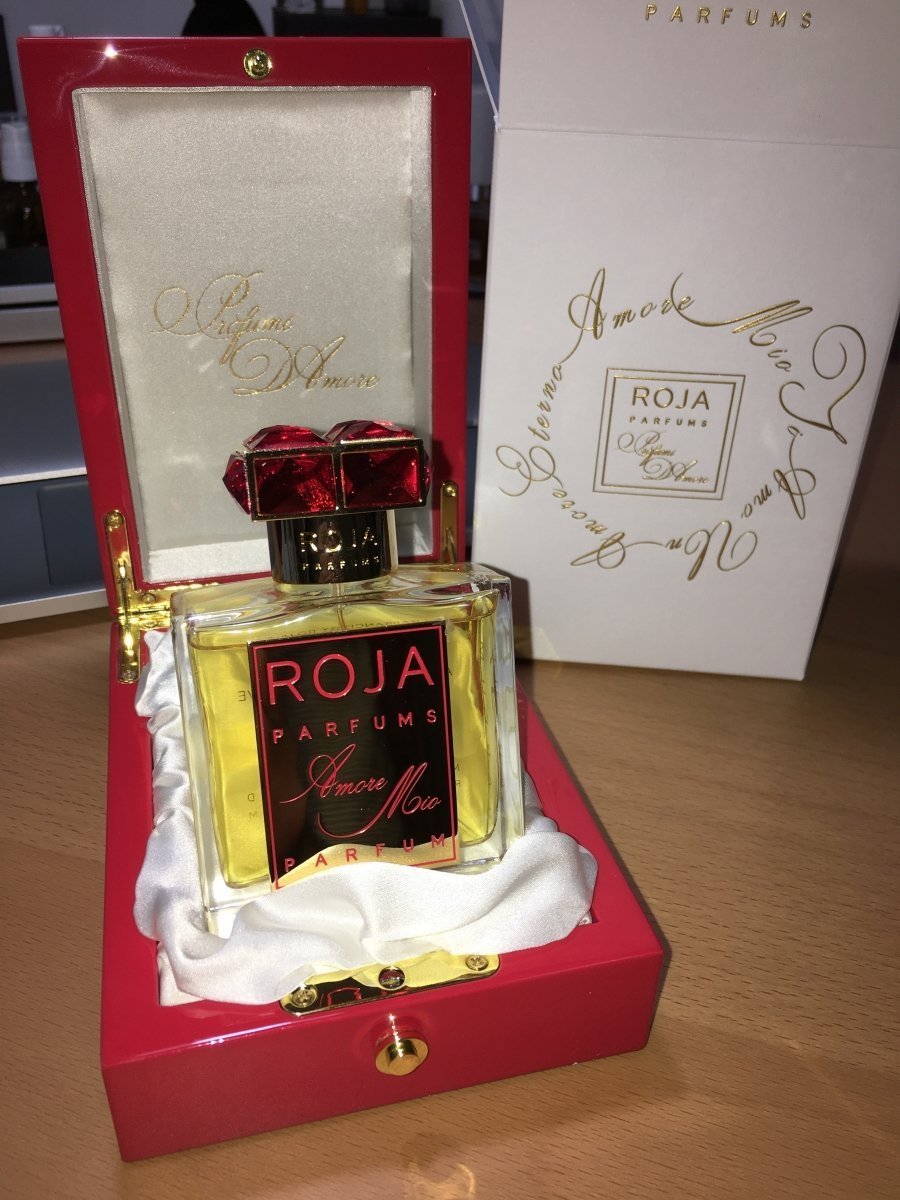 PARFUMS
Profumi
D'Amore
Amore Mio Ti Amo Un Amore Eterno
ROJA
PARFUMS
Profumi
D'Amore
ROJA
PARFUMS
ROJA
PARFUMS
Amore
Mio
PARFUM